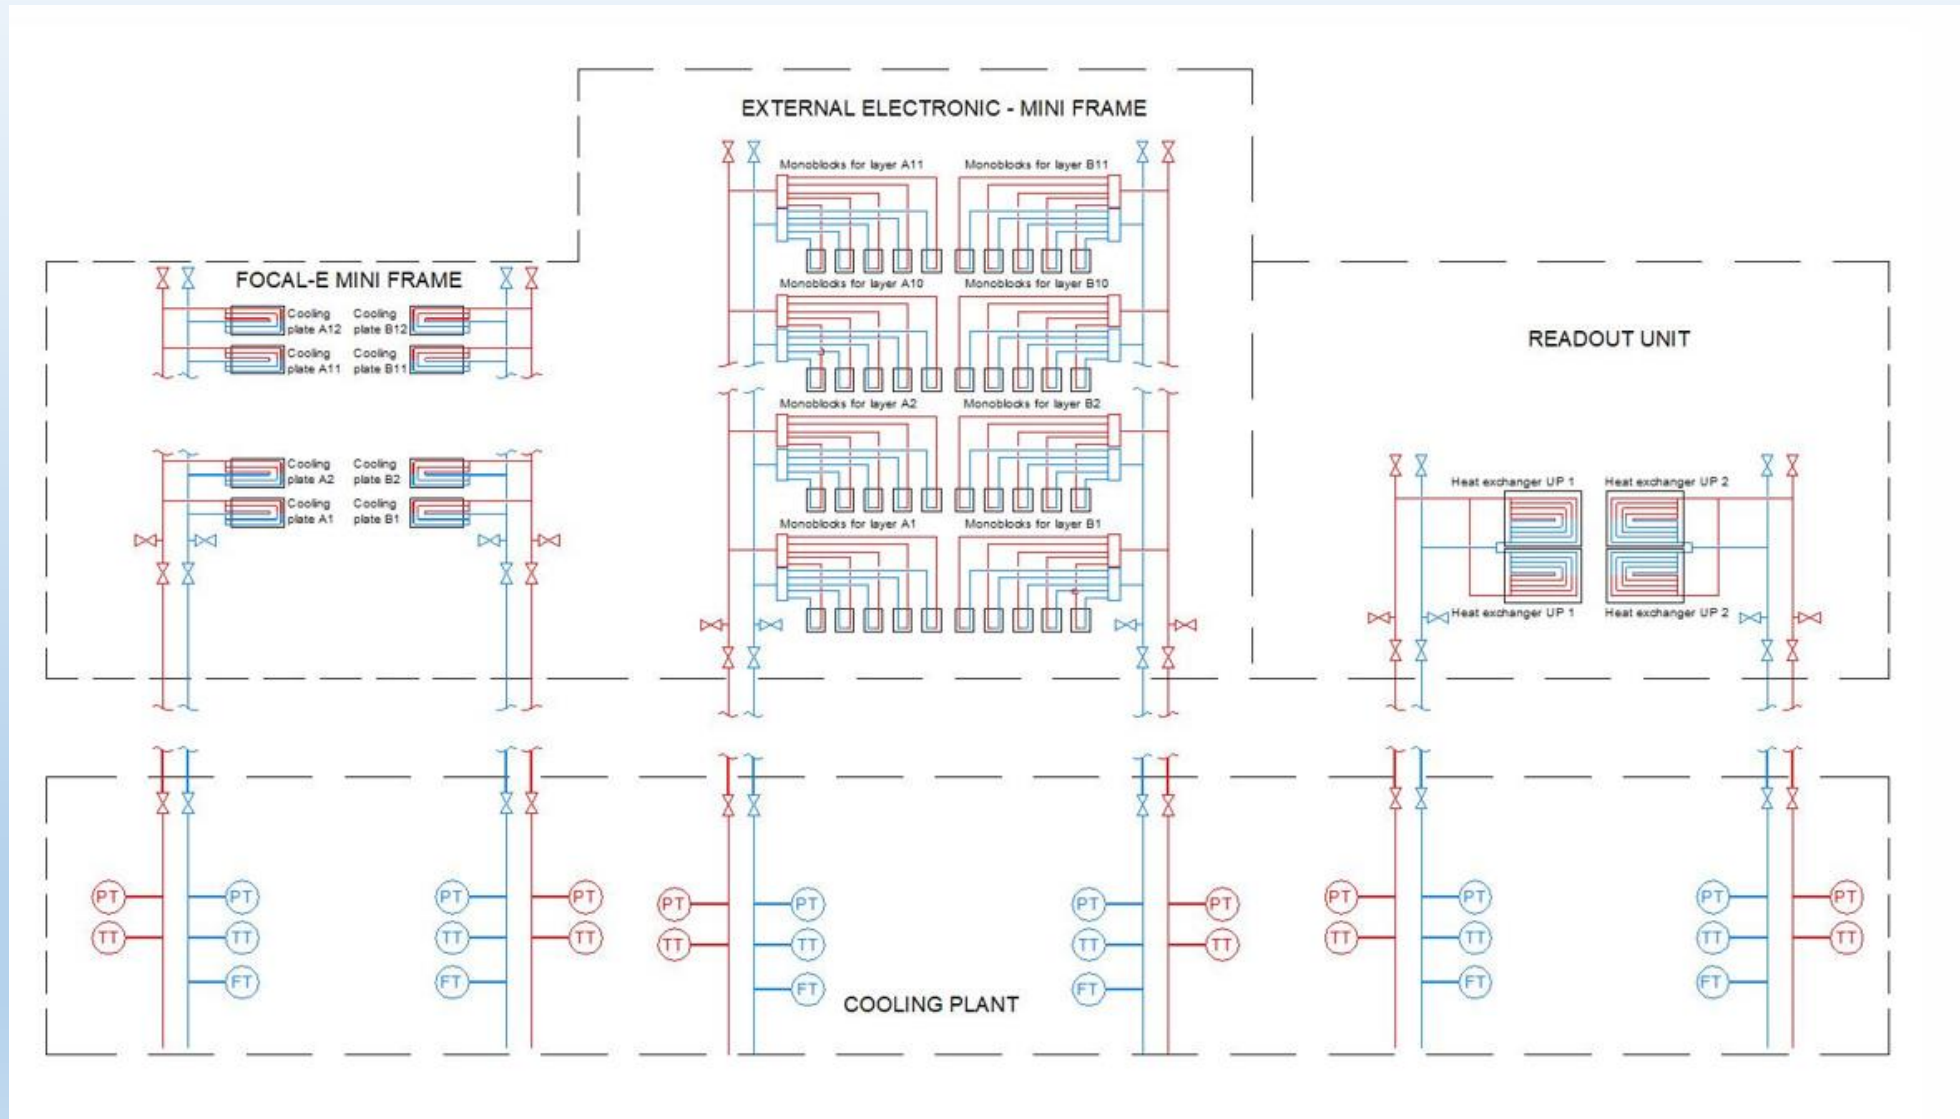 EXTERNAL ELECTRONIC - MINI FRAME
Monoblocks for layer A11
Monoblocks for layer B11
FOCAL-E MINI FRAME
Cooling
plate A12
Cooling
plate B12
Cooling
plate A11
Cooling
plate B11
Monoblocks for layer A10
Monoblocks for layer B10
READOUT UNIT
Monoblocks for layer A2
Monoblocks for layer B2
Cooling
plate A2
Cooling
plate B2
Cooling
plate A1
Cooling
plate B1
Monoblocks for layer A1
Monoblocks for layer B1
Heat exchanger UP 1
Heat exchanger UP 2
Heat exchanger UP 1
Heat exchanger UP 2
PT PT PT PT PT PT PT PT PT PT PT PT
TT TT TT TT TT TT TT TT TT TT TT TT
FT FT FT FT FT FT
COOLING PLANT